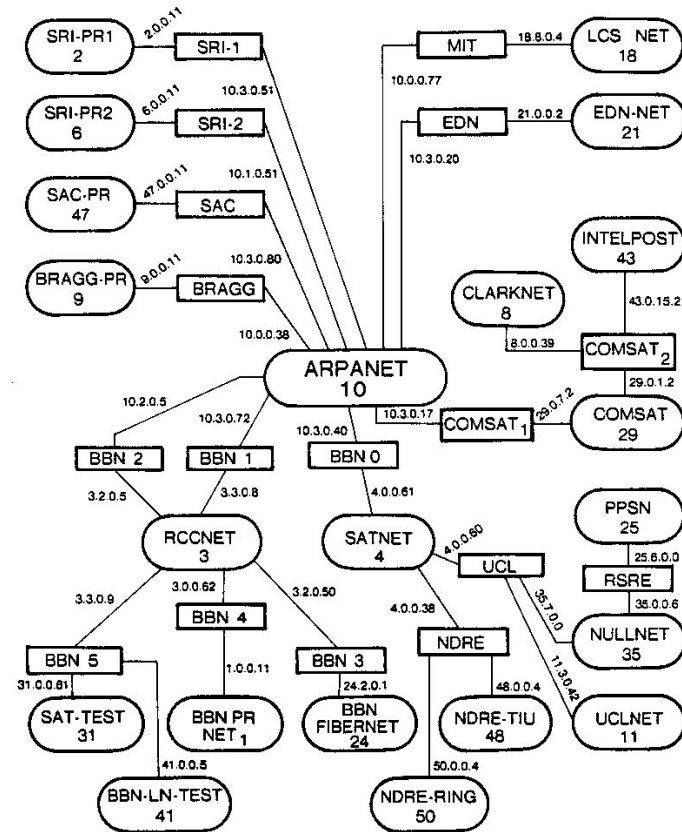 SRI-PR1
2
2.0.0.11
SRI-1
10.3.0.51
MIT
10.0.0.77
18.8.0.4
LCS NET
18
SRI-PR2
6
6.0.0.11
SRI-2
10.1.0.51
EDN
10.3.0.20
21.0.0.2
EDN-NET
21
SAC-PR
47
47.0.0.11
SAC
10.3.0.80
BRAGG-PR
9
9.0.0.11
BRAGG
10.0.0.38
INTELPOST
43
43.0.15.2
CLARKNET
8
8.0.0.39
COMSAT2
29.0.1.2
ARPANET
10
10.3.0.17
COMSAT1
29.0.7.2
COMSAT
29
10.2.0.5
10.3.0.72
10.3.0.40
BBN 2
BBN 1
BBN 0
3.2.0.5
3.3.0.8
4.0.0.61
RCCNET
3
SATNET
4
4.0.0.60
UCL
PPSN
25
25.6.0.0
RSRE
35.0.0.6
35.7.0.0
NULLNET
35
3.3.0.9
3.0.0.62
3.2.0.50
4.0.0.38
11.3.0.42
BBN 5
BBN 4
BBN 3
NDRE
31.0.0.61
1.0.0.11
24.2.0.1
48.0.0.4
SAT-TEST
31
BBN PR
NET1
BBN
FIBERNET
24
NDRE-TIU
48
UCLNET
11
41.0.0.5
50.0.0.4
BBN-LN-TEST
41
NDRE-RING
50